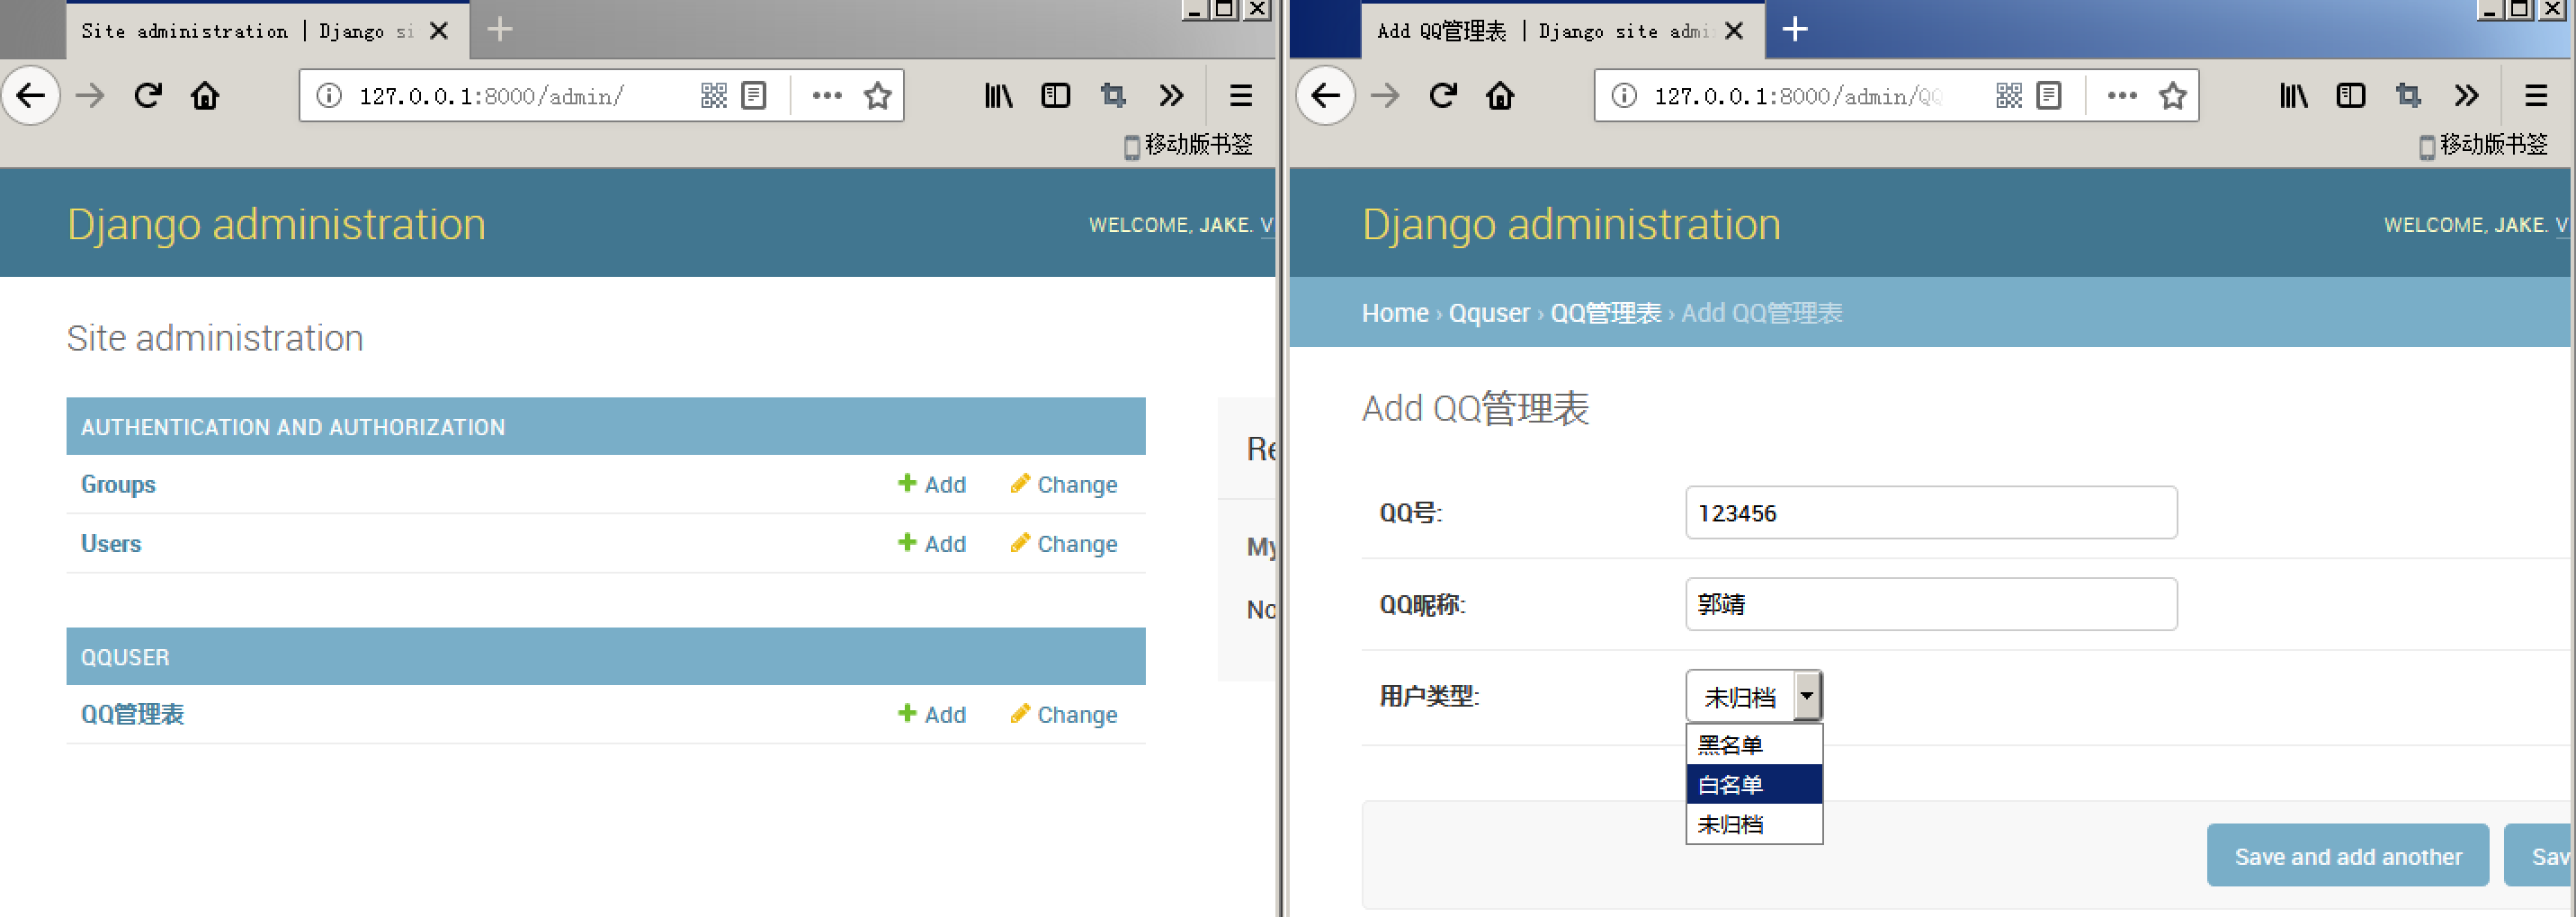 Site administration | Django si
127.0.0.1:8000/admin/
移动版书签
Django administration
WELCOME, JAKE. V
Site administration
AUTHENTICATION AND AUTHORIZATION
Groups Add Change
Users Add Change
QQUSER
QQ管理表 Add Change
Re
My
No
Add QQ管理表 | Django site admi
127.0.0.1:8000/admin/QQ
移动版书签
Django administration
WELCOME, JAKE. V
Home › Qquser › QQ管理表 › Add QQ管理表
Add QQ管理表
QQ号: 123456
QQ昵称: 郭靖
用户类型: 未归档
黑名单
白名单
未归档
Save and add another Sav